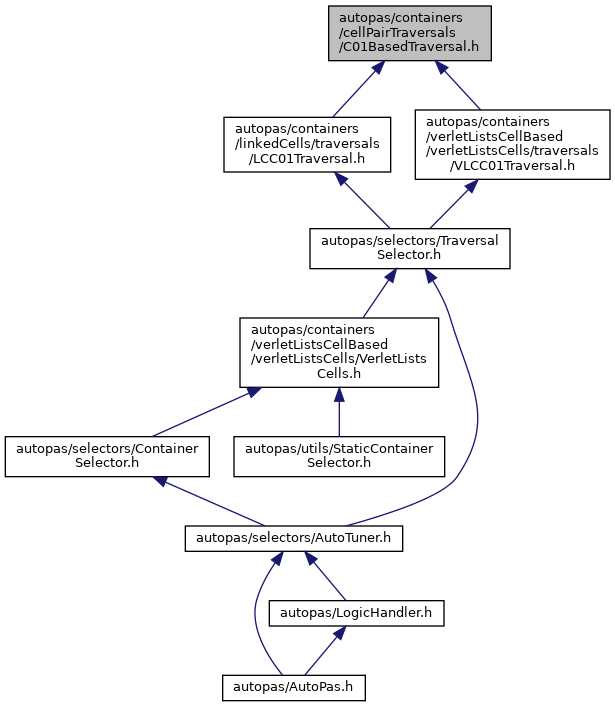 autopas/containers
/cellPairTraversals
/C01BasedTraversal.h
autopas/containers
/linkedCells/traversals
/LCC01Traversal.h
autopas/containers
/verletListsCellBased
/verletListsCells/traversals
/VLCC01Traversal.h
autopas/selectors/Traversal
Selector.h
autopas/containers
/verletListsCellBased
/verletListsCells/VerletLists
Cells.h
autopas/selectors/Container
Selector.h
autopas/utils/StaticContainer
Selector.h
autopas/selectors/AutoTuner.h
autopas/LogicHandler.h
autopas/AutoPas.h